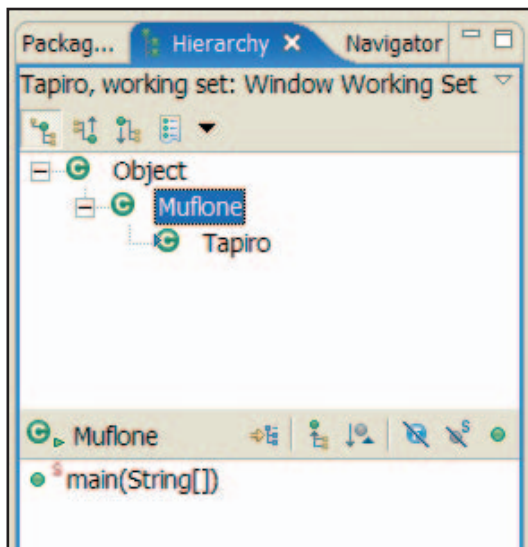 Packag... Hierarchy Navigator
Tapiro, working set: Window Working Set
Object
Muflone
Tapiro
Muflone
main(String[])